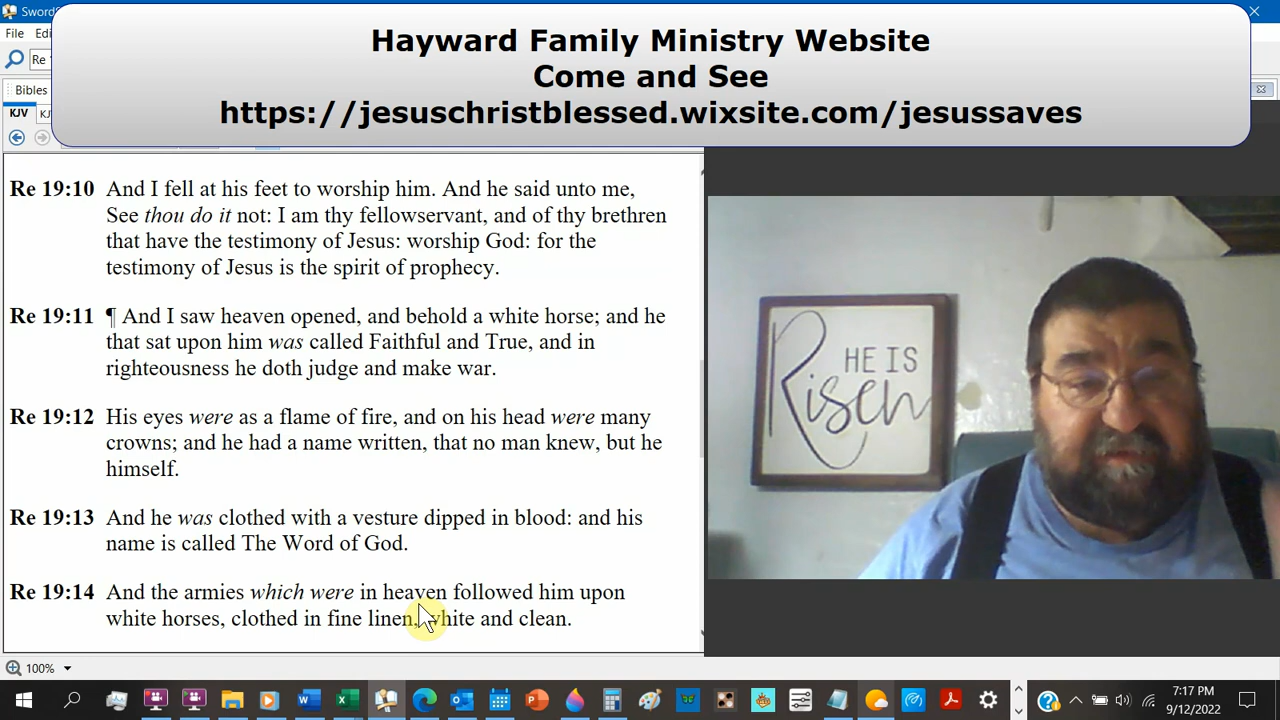 SwordS
File Edi
Hayward Family Ministry Website
Come and See
https://jesuschristblessed.wixsite.com/jesussaves
Re
Bibles
KJV KJ
Re 19:10 And I fell at his feet to worship him. And he said unto me,
See thou do it not: I am thy fellowservant, and of thy brethren
that have the testimony of Jesus: worship God: for the
testimony of Jesus is the spirit of prophecy.
Re 19:11 ¶ And I saw heaven opened, and behold a white horse; and he
that sat upon him was called Faithful and True, and in
righteousness he doth judge and make war.
Re 19:12 His eyes were as a flame of fire, and on his head were many
crowns; and he had a name written, that no man knew, but he
himself.
Re 19:13 And he was clothed with a vesture dipped in blood: and his
name is called The Word of God.
Re 19:14 And the armies which were in heaven followed him upon
white horses, clothed in fine linen, white and clean.
HE IS
Risen
100%
7:17 PM
9/12/2022